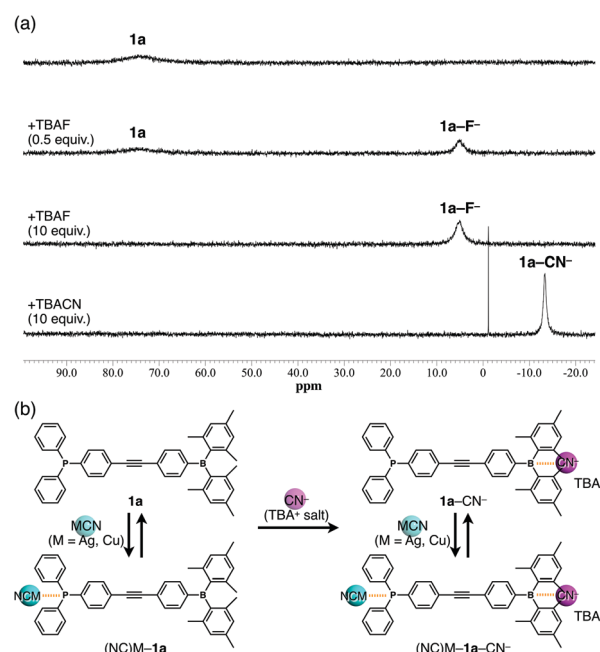 (a)
1a
+TBAF
(0.5 equiv.)
1a
1a–F⁻
+TBAF
(10 equiv.)
1a–F⁻
+TBACN
(10 equiv.)
1a–CN⁻
90.0 80.0 70.0 60.0 50.0 40.0 30.0 20.0 10.0 0 -10.0 -20.0
ppm
(b)
P B
1a
MCN
(M = Ag, Cu)
CN⁻
(TBA⁺ salt)
P B CN⁻
TBA
1a–CN⁻
MCN
(M = Ag, Cu)
NCM P B
(NC)M–1a
NCM P B CN⁻
TBA
(NC)M–1a–CN⁻